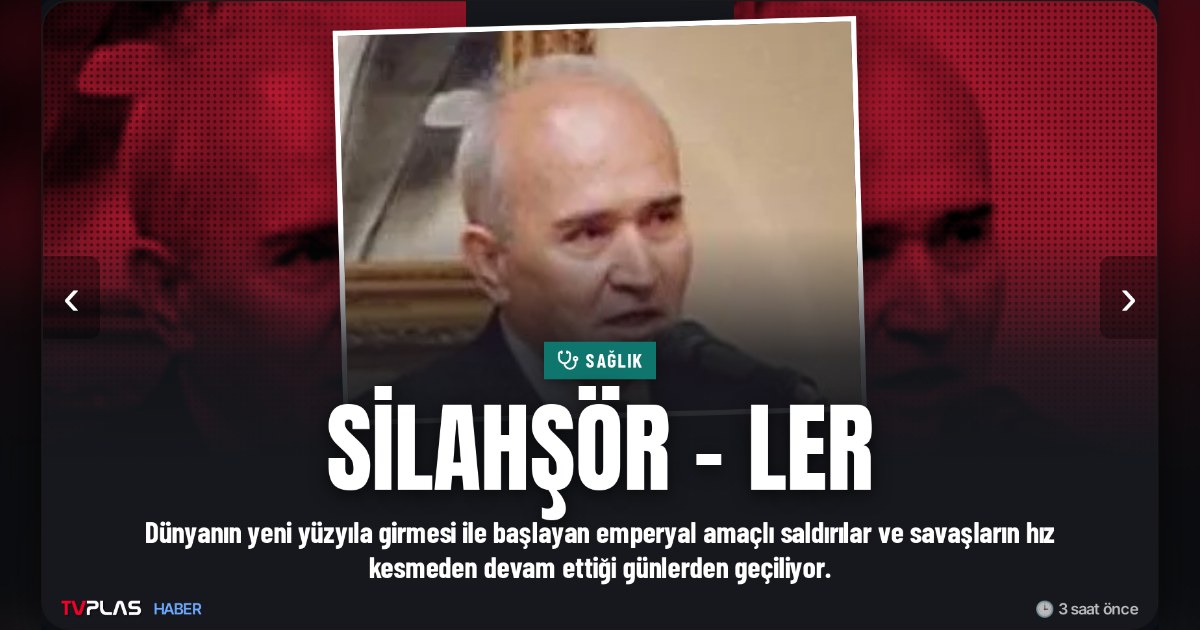 SAĞLIK
SİLAHŞÖR - LER
Dünyanın yeni yüzyıla girmesi ile başlayan emperyal amaçlı saldırılar ve savaşların hız
kesmeden devam ettiği günlerden geçiliyor.
TVPLAS HABER
3 saat önce